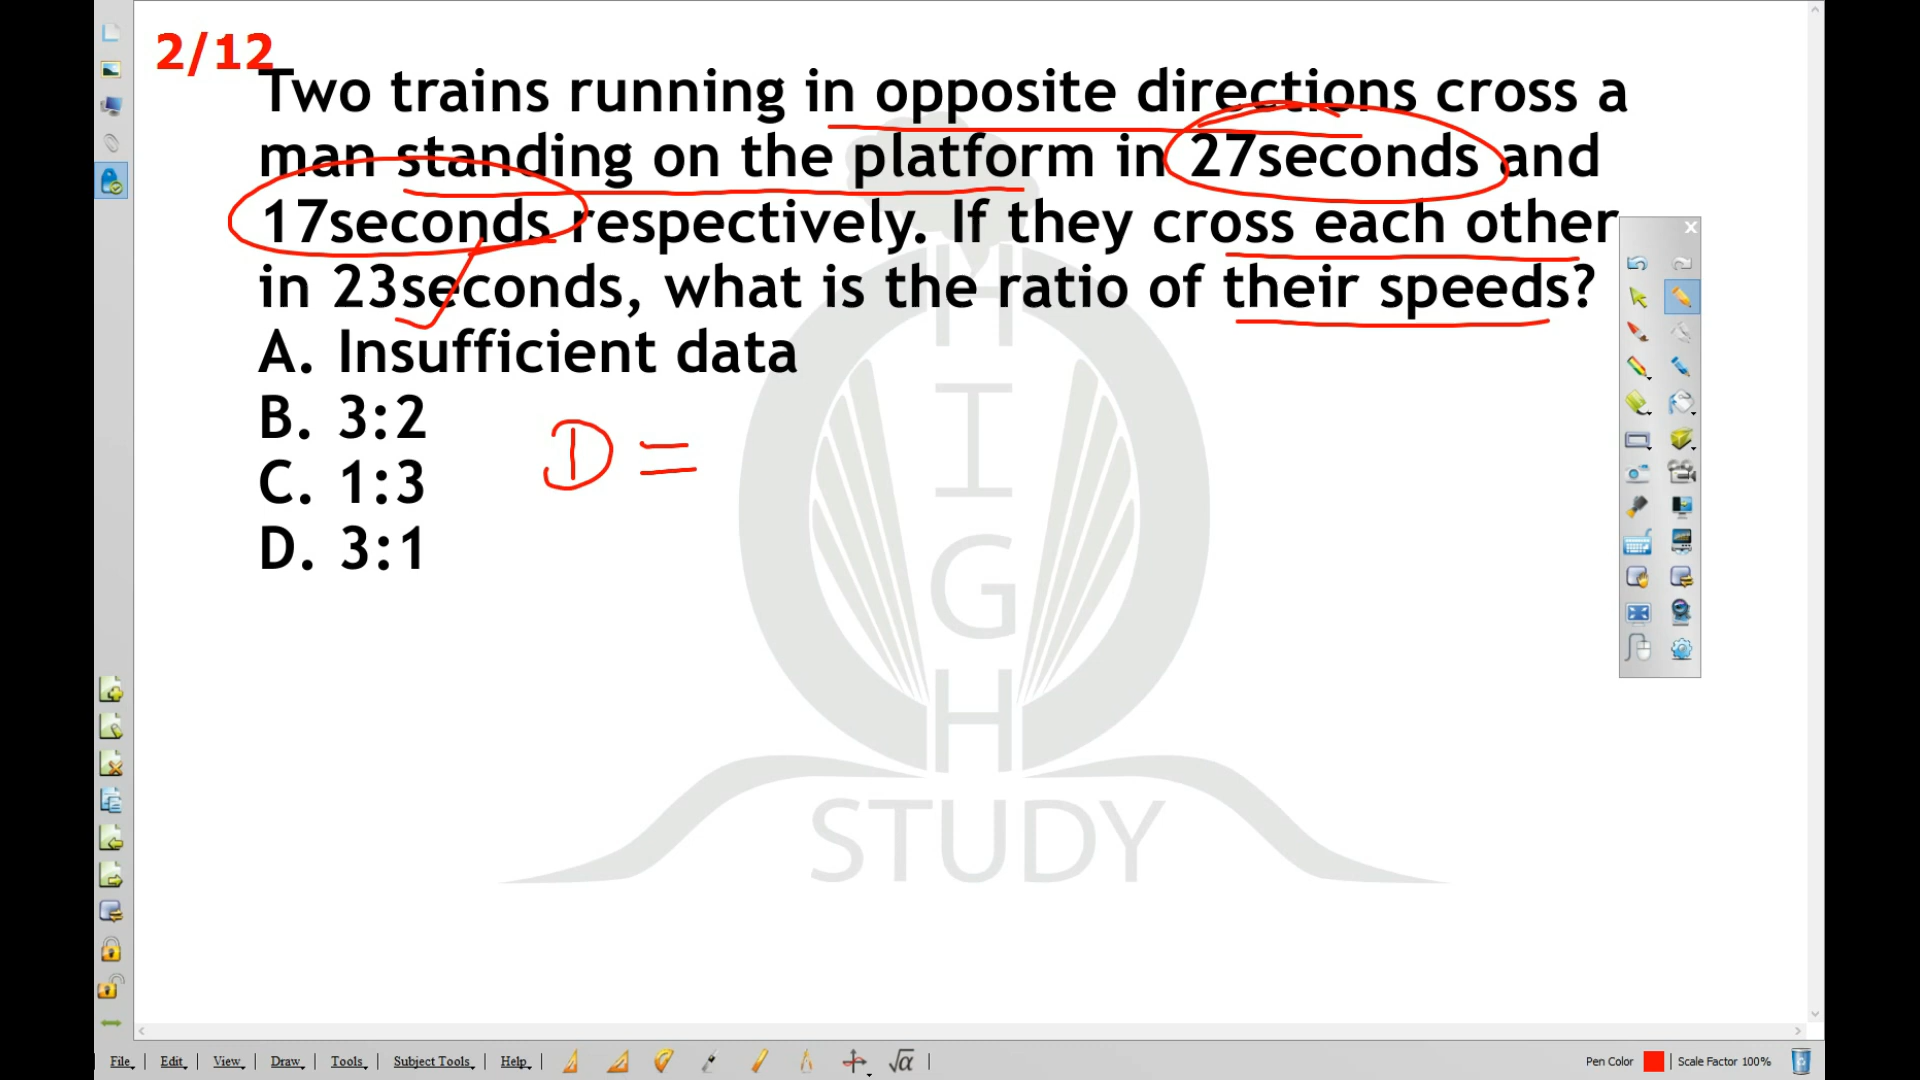 2/12
Two trains running in opposite directions cross a
man standing on the platform in 27seconds and
17seconds respectively. If they cross each other
in 23seconds, what is the ratio of their speeds?
A. Insufficient data
B. 3:2
C. 1:3
D. 3:1
D =
HIGH
STUDY
File Edit View Draw Tools Subject Tools Help √α Pen Color Scale Factor 100%